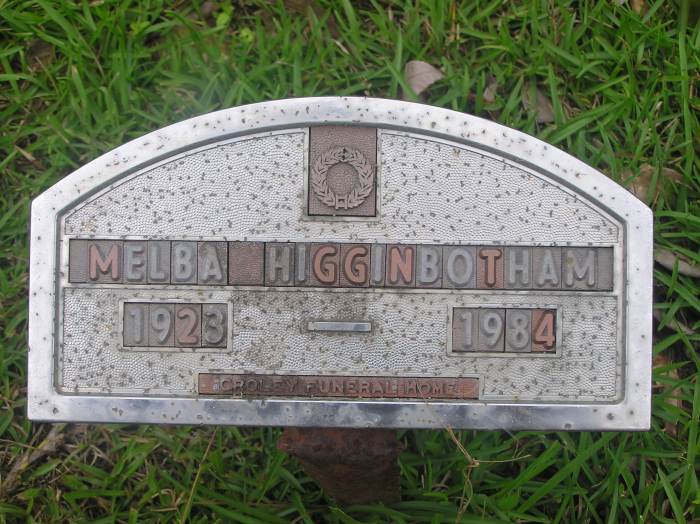 MELBA HIGGINBOTHAM
1923 1984
CROLEY FUNERAL HOME